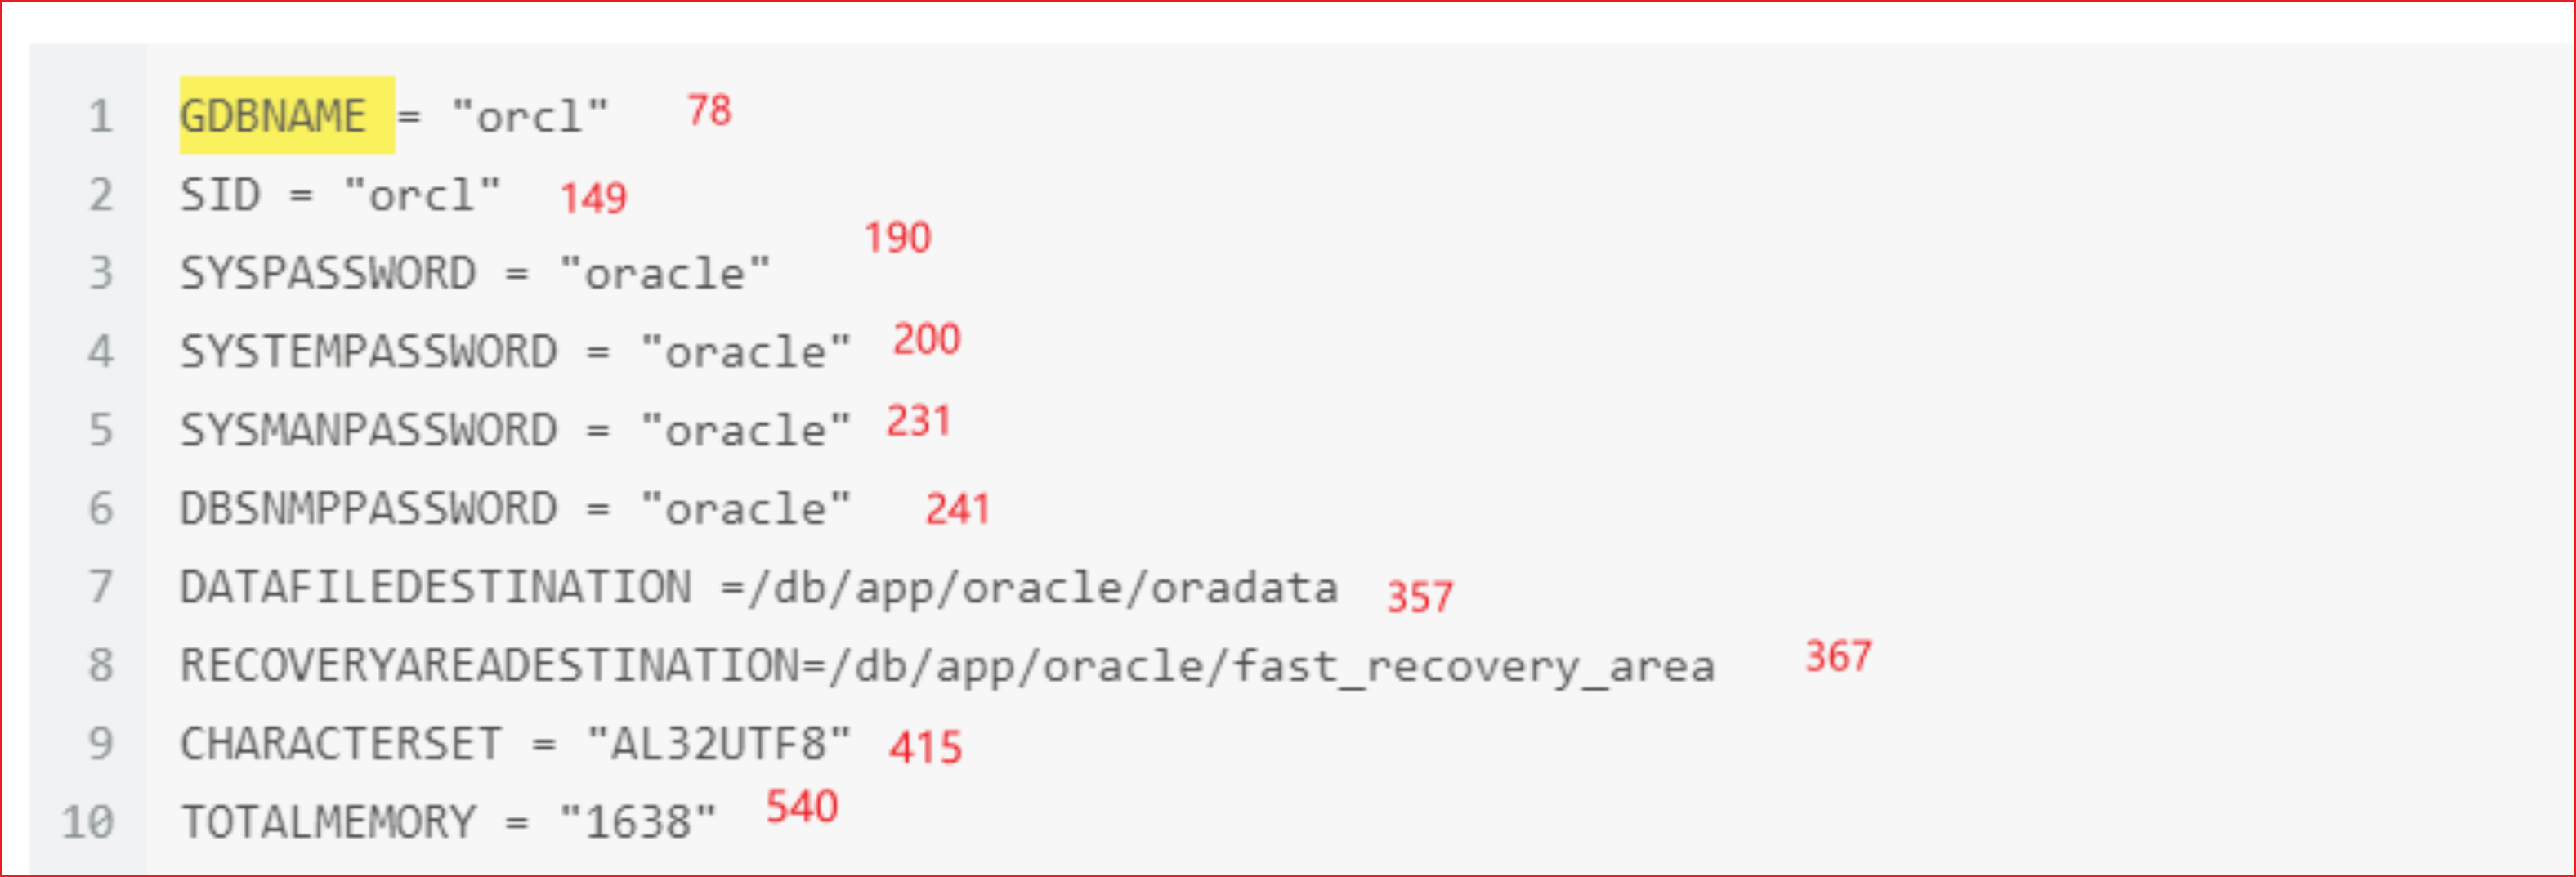 1 GDBNAME = "orcl" 78
2 SID = "orcl" 149
190
3 SYSPASSWORD = "oracle"
4 SYSTEMPASSWORD = "oracle" 200
5 SYSMANPASSWORD = "oracle" 231
6 DBSNMPPASSWORD = "oracle" 241
7 DATAFILEDESTINATION =/db/app/oracle/oradata 357
8 RECOVERYAREADESTINATION=/db/app/oracle/fast_recovery_area 367
9 CHARACTERSET = "AL32UTF8" 415
10 TOTALMEMORY = "1638" 540